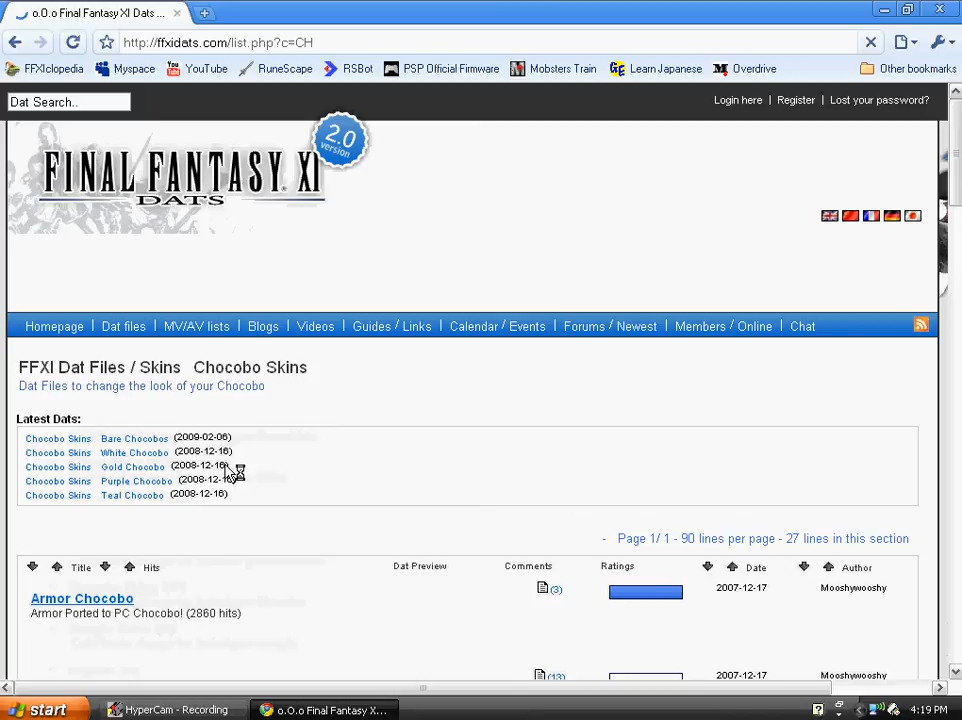 o.O.o Final Fantasy XI Dats ...
http://ffxidats.com/list.php?c=CH
FFXIclopedia Myspace YouTube RuneScape RSBot PSP Official Firmware Mobsters Train Learn Japanese Overdrive Other bookmarks
Dat Search..
Login here | Register | Lost your password?
2.0
version
FINAL FANTASY XI
DATS
Homepage | Dat files | MV/AV lists | Blogs | Videos | Guides / Links | Calendar / Events | Forums / Newest | Members / Online | Chat
FFXI Dat Files / Skins Chocobo Skins
Dat Files to change the look of your Chocobo
Latest Dats:
Chocobo Skins Bare Chocobos (2009-02-06)
Chocobo Skins White Chocobo (2008-12-16)
Chocobo Skins Gold Chocobo (2008-12-16)
Chocobo Skins Purple Chocobo (2008-12-16)
Chocobo Skins Teal Chocobo (2008-12-16)
- Page 1/ 1 - 90 lines per page - 27 lines in this section
Title Hits Dat Preview Comments Ratings Date Author
Armor Chocobo (3) 2007-12-17 Mooshywooshy
Armor Ported to PC Chocobo! (2860 hits)
(13) 2007-12-17 Mooshywooshy
start HyperCam - Recording o.O.o Final Fantasy X... 4:19 PM